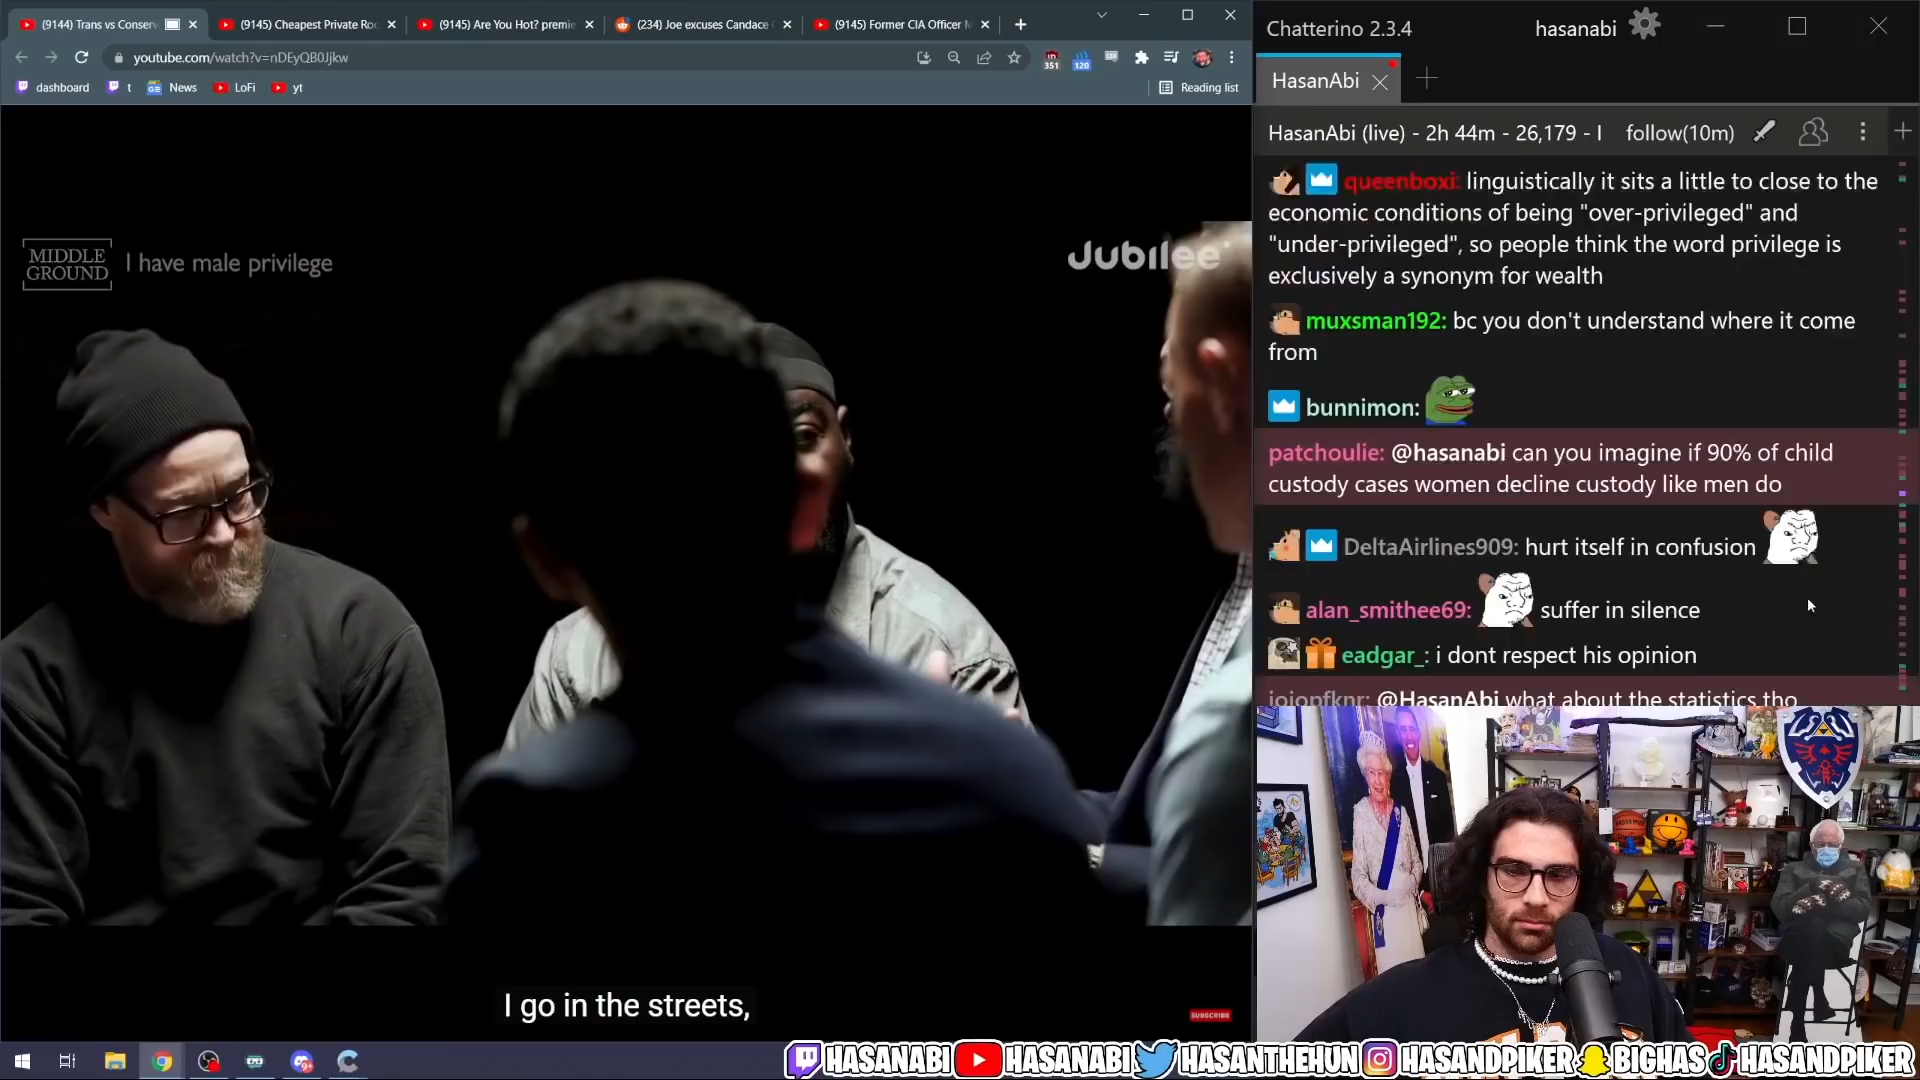 (9144) Trans vs Conserv
(9145) Cheapest Private Ro
(9145) Are You Hot? premie
(234) Joe excuses Candace
(9145) Former CIA Officer
youtube.com/watch?v=nDEyQB0Jjkw
351
120
dashboard
t
News
LoFi
yt
Reading list
MIDDLE
GROUND
I have male privilege
Jubilee
I go in the streets,
SUBSCRIBE
Chatterino 2.3.4
hasanabi
HasanAbi
HasanAbi (live) - 2h 44m - 26,179 - I
follow(10m)
queenboxi: linguistically it sits a little to close to the
economic conditions of being "over-privileged" and
"under-privileged", so people think the word privilege is
exclusively a synonym for wealth
muxsman192: bc you don't understand where it come
from
bunnimon:
patchoulie: @hasanabi can you imagine if 90% of child
custody cases women decline custody like men do
DeltaAirlines909: hurt itself in confusion
alan_smithee69: suffer in silence
eadgar_: i dont respect his opinion
@HasanAbi what about the statistics tho
HASANABI
HASANABI
HASANTHEHUN
HASANDPIKER
BIGHAS
HASANDPIKER